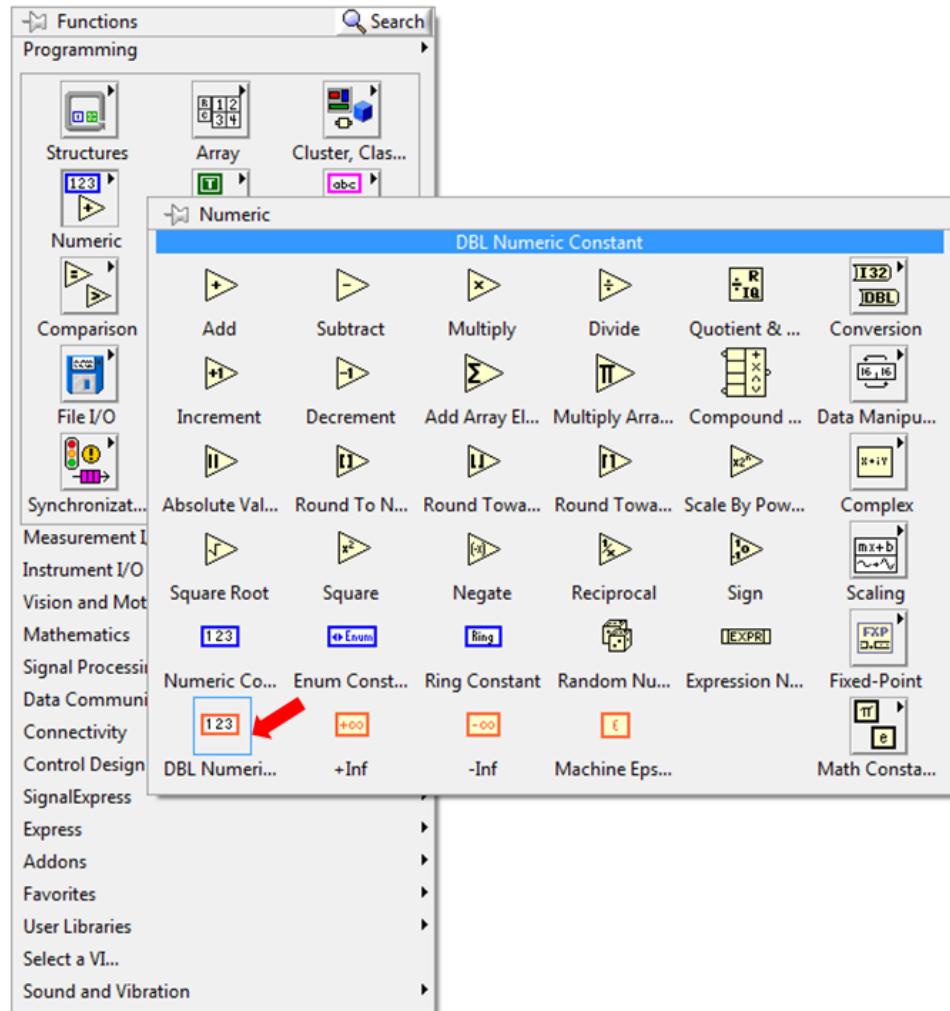 Functions Search
Programming
Structures Array Cluster, Clas...
Numeric
Comparison
File I/O
Synchronizat...
Measurement I
Instrument I/O
Vision and Mot
Mathematics
Signal Processi
Data Communi
Connectivity
Control Design
SignalExpress
Express
Addons
Favorites
User Libraries
Select a VI...
Sound and Vibration
Numeric
DBL Numeric Constant
Add Subtract Multiply Divide Quotient & ... Conversion
Increment Decrement Add Array El... Multiply Arra... Compound ... Data Manipu...
Absolute Val... Round To N... Round Towa... Round Towa... Scale By Pow... Complex
Square Root Square Negate Reciprocal Sign Scaling
Numeric Co... Enum Const... Ring Constant Random Nu... Expression N... Fixed-Point
DBL Numeri... +Inf -Inf Machine Eps... Math Consta...